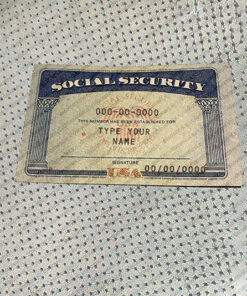 SOCIAL SECURITY
000-00-0000
THIS NUMBER HAS BEEN ESTABLISHED FOR
TYPE YOUR
NAME
SIGNATURE
00/00/0000
USA